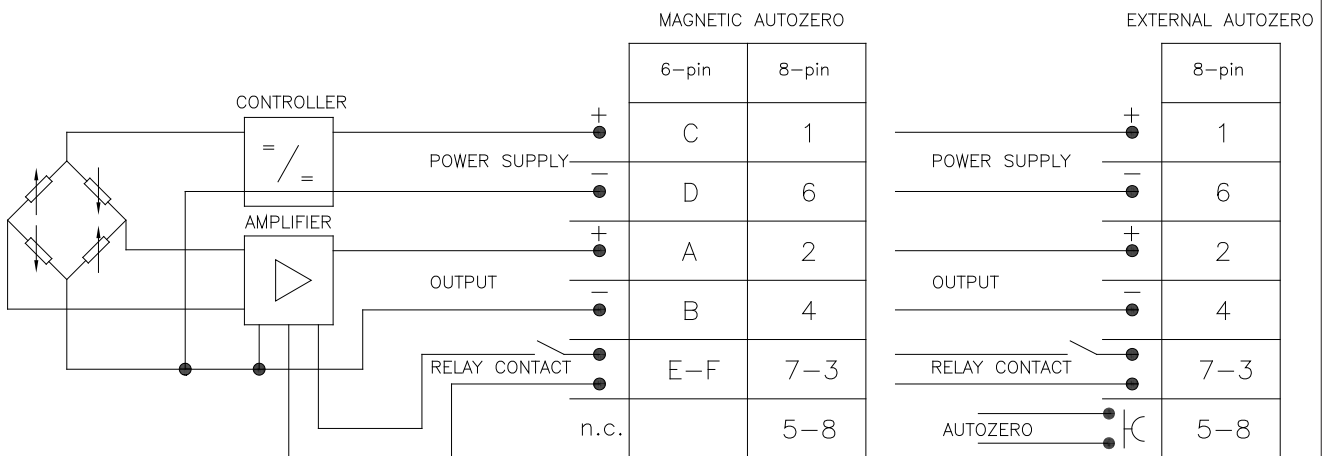 MAGNETIC AUTOZERO
EXTERNAL AUTOZERO
6-pin 8-pin
8-pin
CONTROLLER
= / =
+ C 1
+ 1
POWER SUPPLY
POWER SUPPLY
− D 6
− 6
AMPLIFIER
+ A 2
+ 2
OUTPUT
OUTPUT
− B 4
− 4
RELAY CONTACT E-F 7-3
RELAY CONTACT 7-3
n.c. 5-8
AUTOZERO 5-8